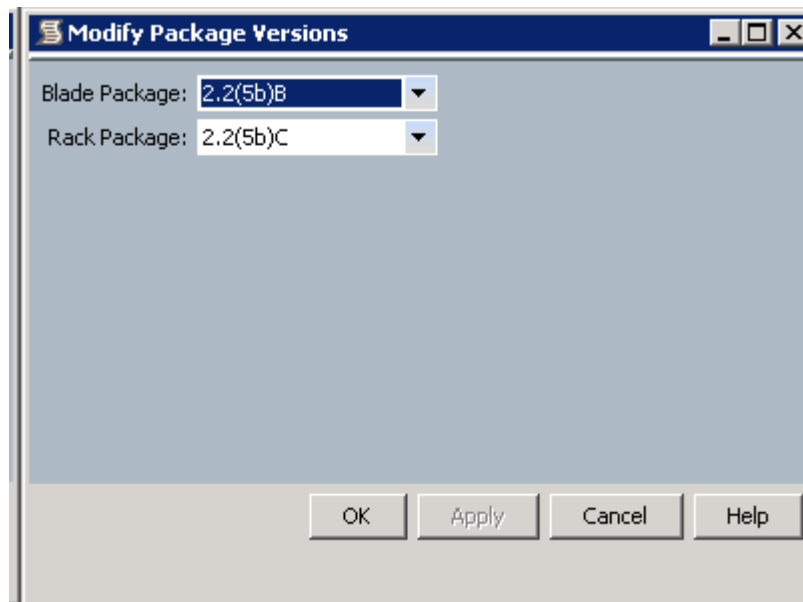 Modify Package Versions
Blade Package: 2.2(5b)B
Rack Package: 2.2(5b)C
OK Apply Cancel Help